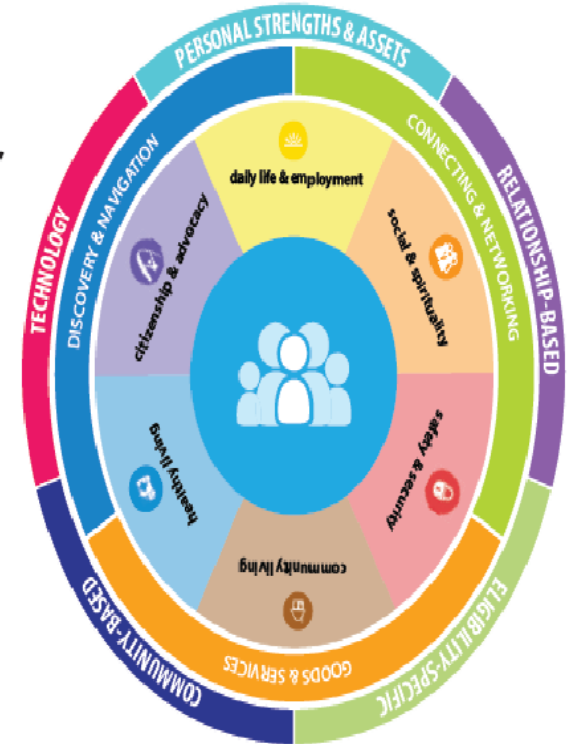 PERSONAL STRENGTHS & ASSETS
RELATIONSHIP-BASED
ELIGIBILITY-SPECIFIC
COMMUNITY-BASED
TECHNOLOGY
DISCOVERY & NAVIGATION
CONNECTING & NETWORKING
GOODS & SERVICES
daily life & employment
social & spirituality
safety & security
community living
healthy living
citizenship & advocacy